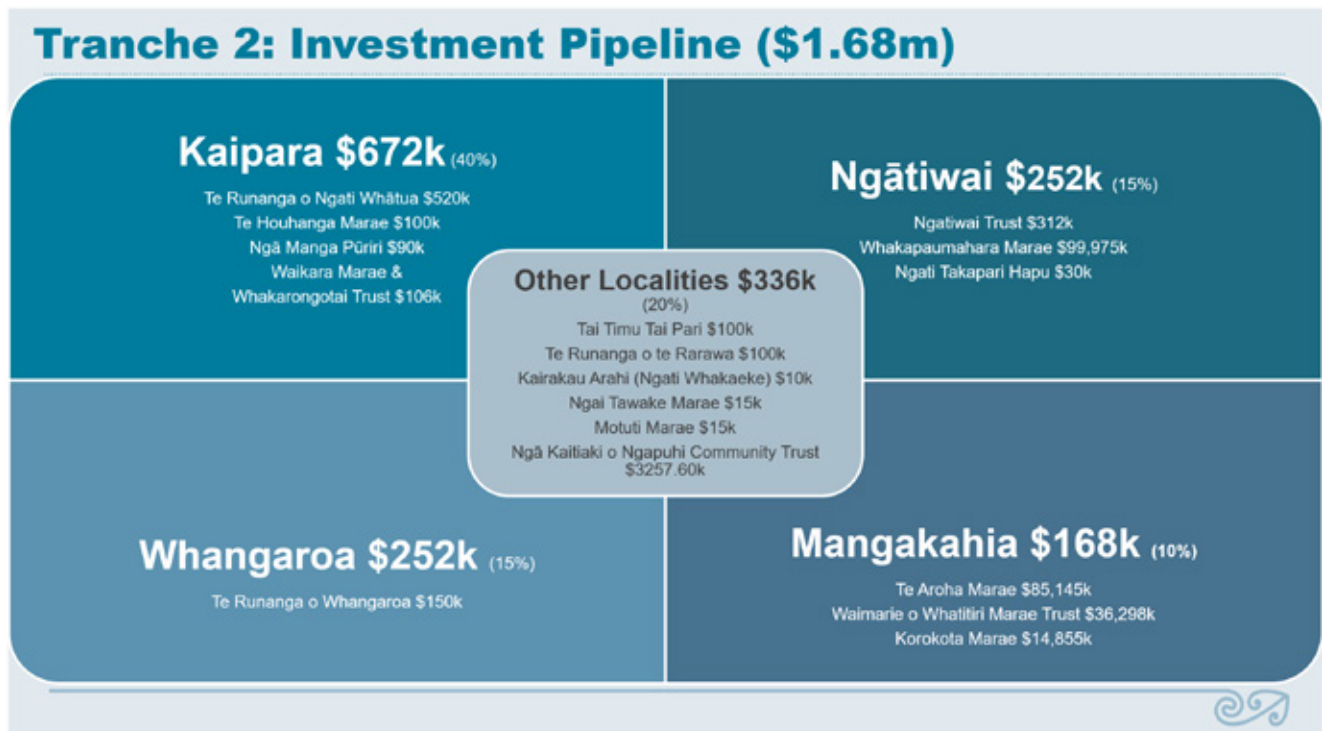 Tranche 2: Investment Pipeline ($1.68m)
Kaipara $672k (40%)
Te Runanga o Ngati Whātua $520k
Te Houhanga Marae $100k
Ngā Manga Pūriri $90k
Waikara Marae &
Whakarongotai Trust $106k
Ngātiwai $252k (15%)
Ngatiwai Trust $312k
Whakapaumahara Marae $99,975k
Ngati Takapari Hapu $30k
Other Localities $336k
(20%)
Tai Timu Tai Pari $100k
Te Runanga o te Rarawa $100k
Kairakau Arahi (Ngati Whakaeke) $10k
Ngai Tawake Marae $15k
Motuti Marae $15k
Ngā Kaitiaki o Ngapuhi Community Trust
$3257.60k
Whangaroa $252k (15%)
Te Runanga o Whangaroa $150k
Mangakahia $168k (10%)
Te Aroha Marae $85,145k
Waimarie o Whatitiri Marae Trust $36,298k
Korokota Marae $14,855k